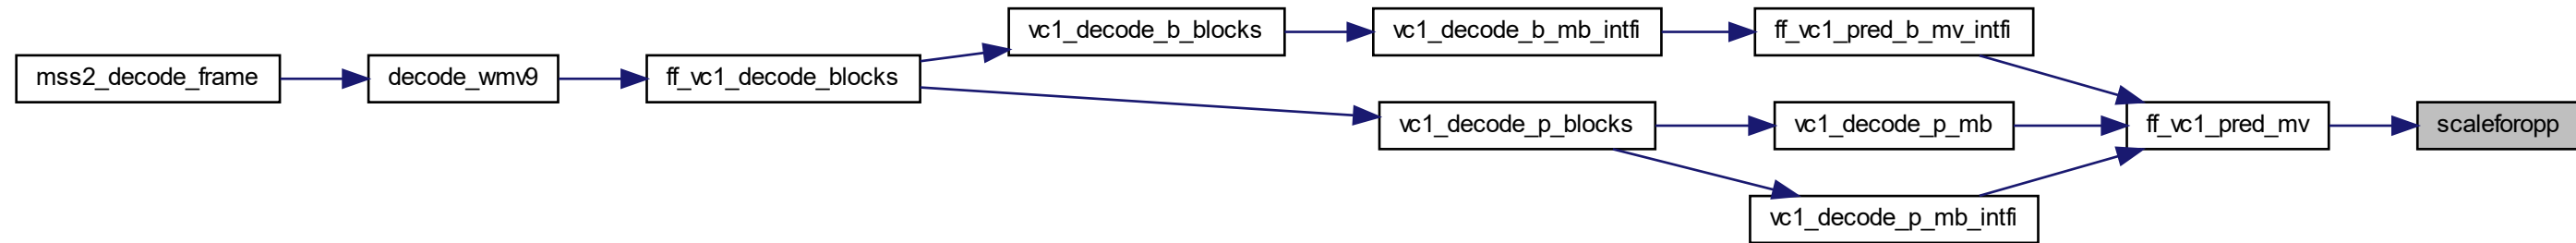 mss2_decode_frame
decode_wmv9
ff_vc1_decode_blocks
vc1_decode_b_blocks
vc1_decode_b_mb_intfi
ff_vc1_pred_b_mv_intfi
vc1_decode_p_blocks
vc1_decode_p_mb
ff_vc1_pred_mv
scaleforopp
vc1_decode_p_mb_intfi